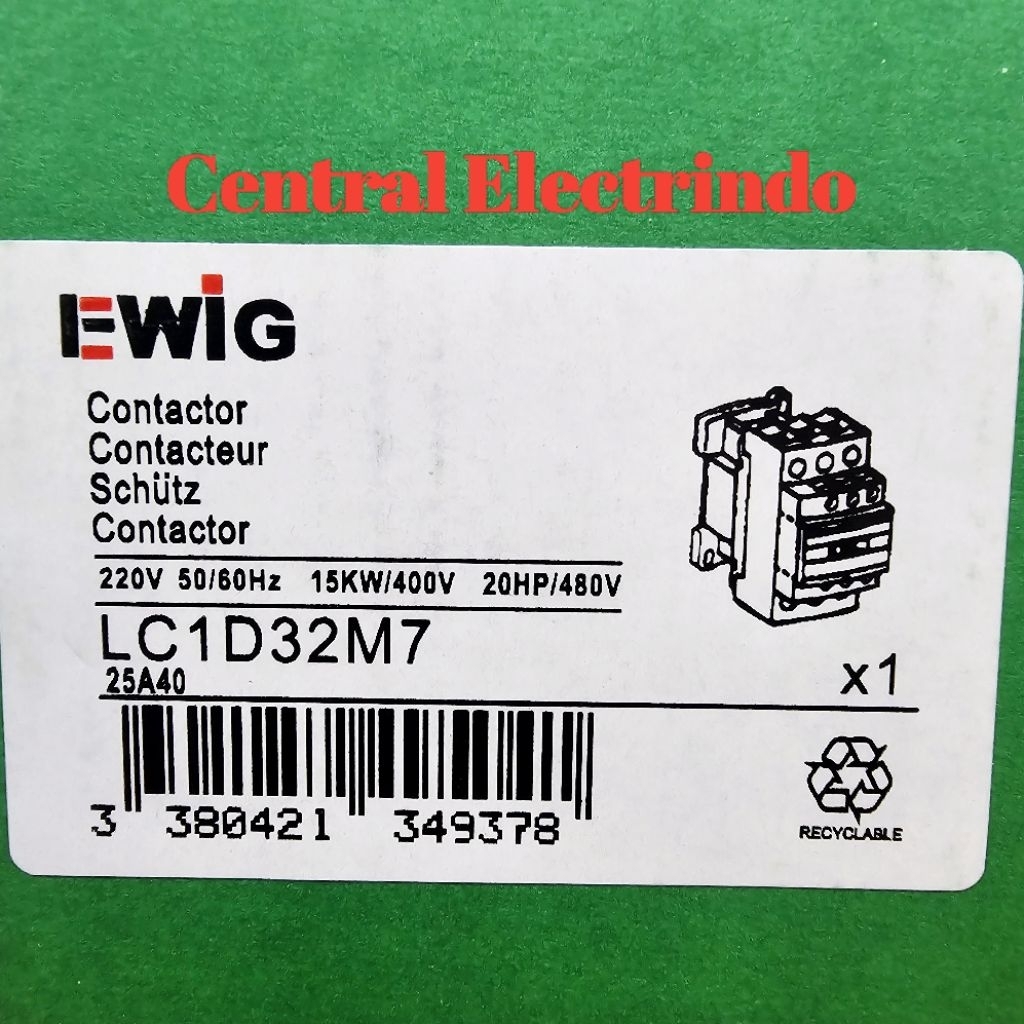 Central Electrindo
EWiG
Contactor
Contacteur
Schütz
Contactor
220V 50/60Hz 15KW/400V 20HP/480V
LC1D32M7
25A40
x1
3 380421 349378
RECYCLABLE